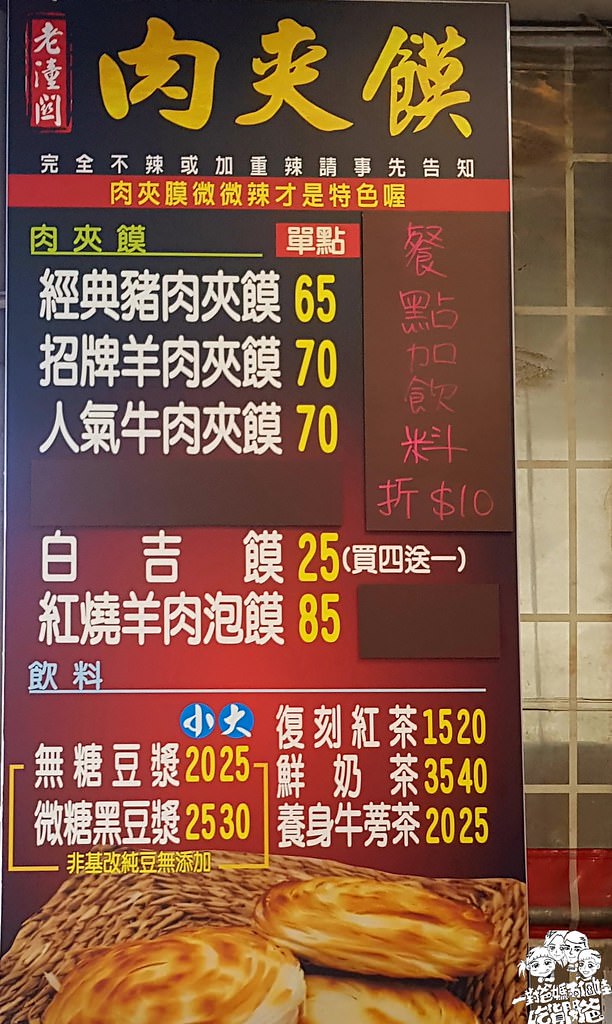 老潼関
肉夾饃
完全不辣或加重辣請事先告知
肉夾膜微微辣才是特色喔
肉夾饃 單點
經典豬肉夾饃 65
招牌羊肉夾饃 70
人氣牛肉夾饃 70
餐點加飲料折$10
白吉饃 25(買四送一)
紅燒羊肉泡饃 85
飲料
小 大
無糖豆漿 20 25
微糖黑豆漿 25 30
非基改純豆無添加
復刻紅茶 15 20
鮮奶茶 35 40
養身牛蒡茶 20 25